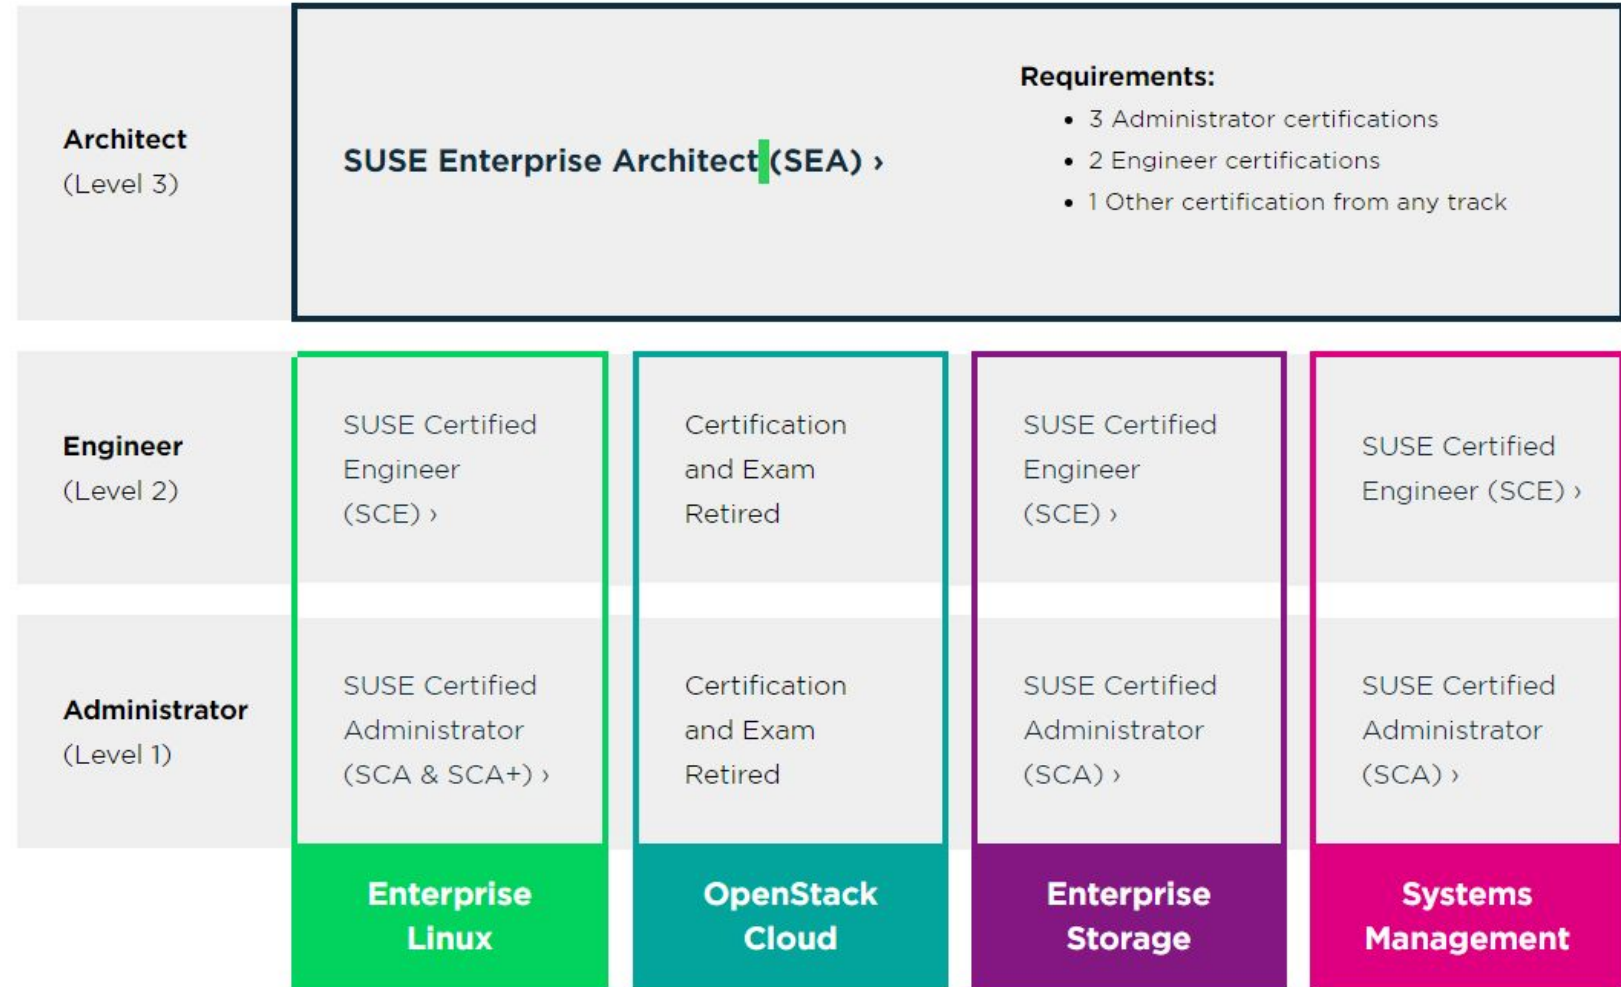 Architect
(Level 3)
SUSE Enterprise Architect (SEA) ›
Requirements:
• 3 Administrator certifications
• 2 Engineer certifications
• 1 Other certification from any track
Engineer
(Level 2)
SUSE Certified
Engineer
(SCE) ›
Certification
and Exam
Retired
SUSE Certified
Engineer
(SCE) ›
SUSE Certified
Engineer (SCE) ›
Administrator
(Level 1)
SUSE Certified
Administrator
(SCA & SCA+) ›
Certification
and Exam
Retired
SUSE Certified
Administrator
(SCA) ›
SUSE Certified
Administrator
(SCA) ›
Enterprise
Linux
OpenStack
Cloud
Enterprise
Storage
Systems
Management